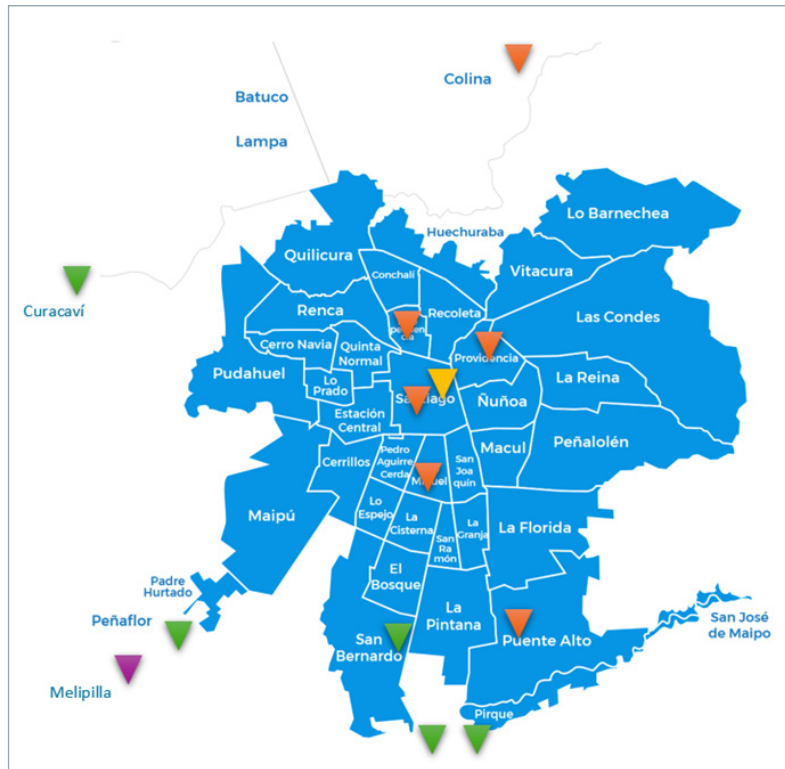 Colina
Batuco
Lampa
Lo Barnechea
Huechuraba
Quilicura
Vitacura
Conchalí
Curacaví
Renca
Recoleta
Las Condes
Cerro Navia
Quinta
Normal
Providencia
Pudahuel
Lo
Prado
La Reina
Ñuñoa
Estación
Central
Peñalolén
Macul
Cerrillos
Pedro
Aguirre
Cerda
San
Joa
quín
Maipú
Lo
Espejo
La
Cisterna
San
Ra
món
La
Granja
La Florida
El
Bosque
Padre
Hurtado
Peñaflor
La
Pintana
San
Bernardo
Puente Alto
San José
de Maipo
Melipilla
Pirque